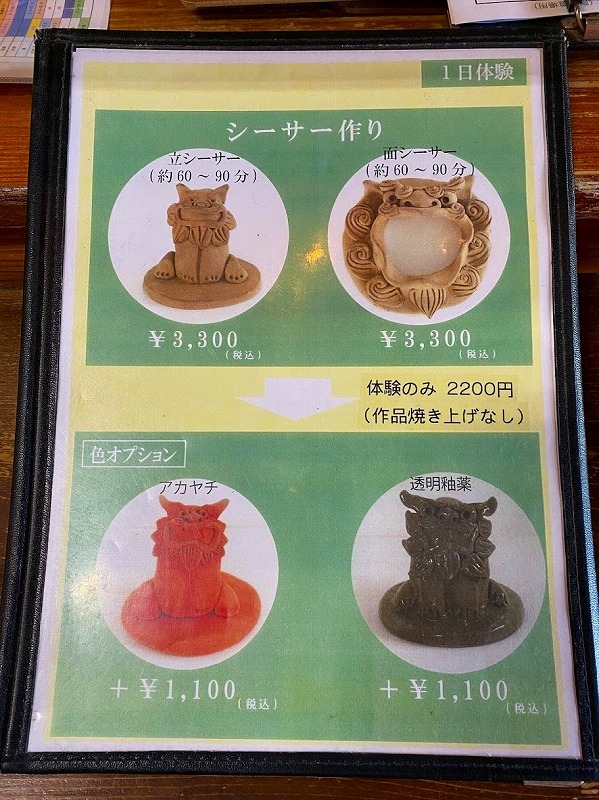 1日体験
シーサー作り
立シーサー
(約60~90分)
面シーサー
(約60~90分)
¥3,300
(税込)
¥3,300
(税込)
体験のみ 2200円
(作品焼き上げなし)
色オプション
アカヤチ
透明釉薬
+¥1,100
(税込)
+¥1,100
(税込)